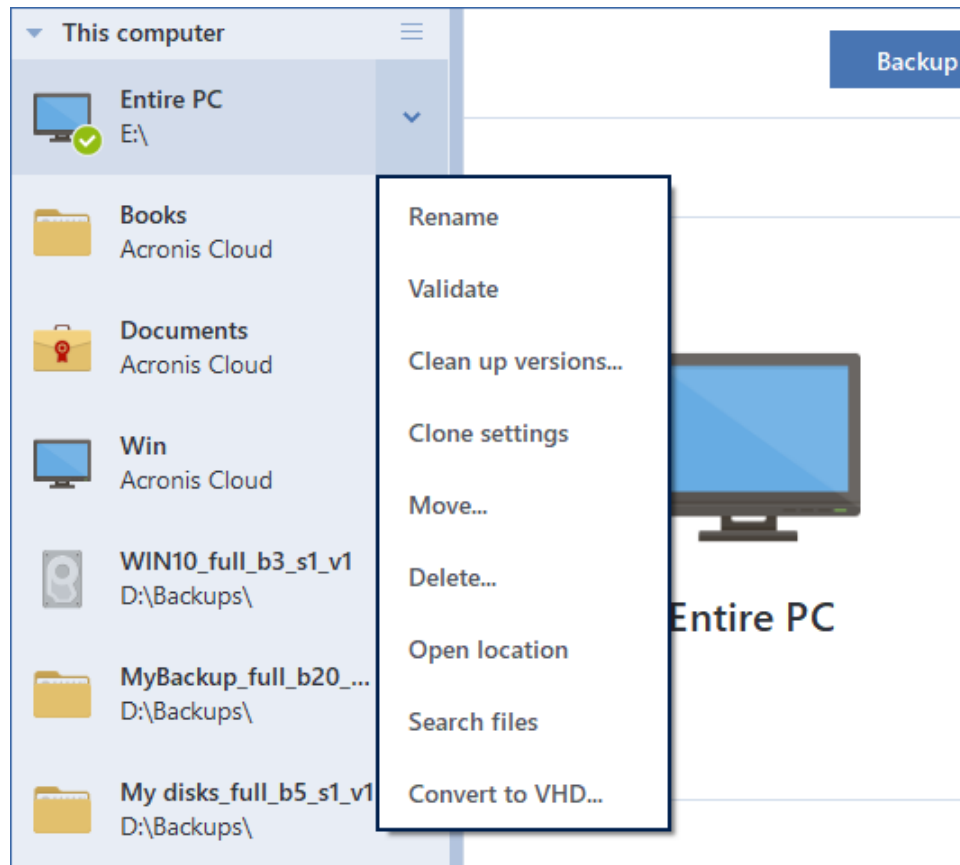 This computer
Entire PC
E:\
Books
Acronis Cloud
Documents
Acronis Cloud
Win
Acronis Cloud
WIN10_full_b3_s1_v1
D:\Backups\
MyBackup_full_b20_...
D:\Backups\
My disks_full_b5_s1_v1
D:\Backups\
Rename
Validate
Clean up versions...
Clone settings
Move...
Delete...
Open location
Search files
Convert to VHD...
Backup
Entire PC